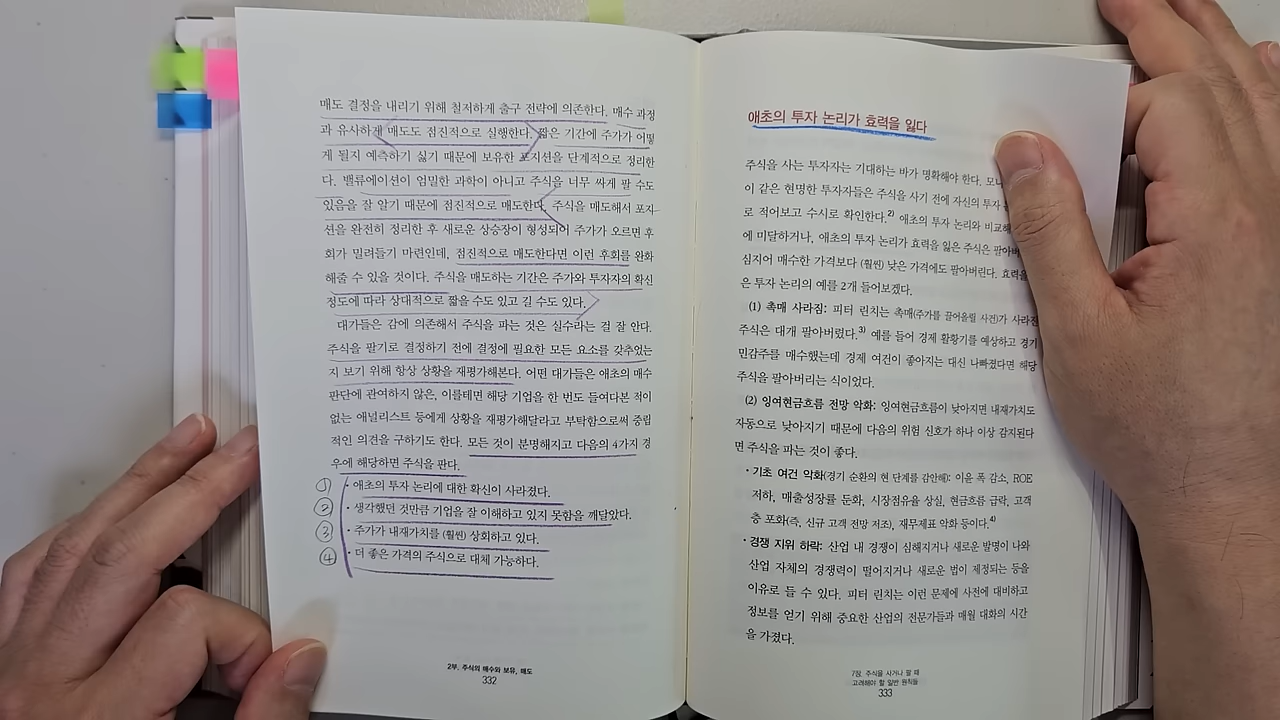 매도 결정을 내리기 위해 철저하게 출구 전략에 의존한다. 매수 과정
과 유사하게 매도도 점진적으로 실행한다. 짧은 기간에 주가가 어떻
게 될지 예측하기 싫기 때문에 보유한 포지션을 단계적으로 정리한
다. 밸류에이션이 엄밀한 과학이 아니고 주식을 너무 싸게 팔 수도
있음을 잘 알기 때문에 점진적으로 매도한다. 주식을 매도해서 포지
션을 완전히 정리한 후 새로운 상승장이 형성되어 주가가 오르면 후
회가 밀려들기 마련인데, 점진적으로 매도한다면 이런 후회를 완화
해줄 수 있을 것이다. 주식을 매도하는 기간은 주가와 투자자의 확신
정도에 따라 상대적으로 짧을 수도 있고 길 수도 있다.
대가들은 감에 의존해서 주식을 파는 것은 실수라는 걸 잘 안다.
주식을 팔기로 결정하기 전에 결정에 필요한 모든 요소를 갖추었는
지 보기 위해 항상 상황을 재평가해본다. 어떤 대가들은 애초의 매수
판단에 관여하지 않은, 이를테면 해당 기업을 한 번도 들여다본 적이
없는 애널리스트 등에게 상황을 재평가해달라고 부탁함으로써 중립
적인 의견을 구하기도 한다. 모든 것이 분명해지고 다음의 4가지 경
우에 해당하면 주식을 판다.
① · 애초의 투자 논리에 대한 확신이 사라졌다.
② · 생각했던 것만큼 기업을 잘 이해하고 있지 못함을 깨달았다.
③ · 주가가 내재가치를 (훨씬) 상회하고 있다.
④ · 더 좋은 가격의 주식으로 대체 가능하다.
2부. 주식의 매수와 보유, 매도
332
애초의 투자 논리가 효력을 잃다
주식을 사는 투자자는 기대하는 바가 명확해야 한다. 모니
이 같은 현명한 투자자들은 주식을 사기 전에 자신의 투자
로 적어보고 수시로 확인한다.2) 애초의 투자 논리와 비교해
에 미달하거나, 애초의 투자 논리가 효력을 잃은 주식은 팔아버
심지어 매수한 가격보다 (훨씬) 낮은 가격에도 팔아버린다. 효력을
은 투자 논리의 예를 2개 들어보겠다.
(1) 촉매 사라짐: 피터 린치는 촉매(주가를 끌어올릴 사건)가 사라진
주식은 대개 팔아버렸다.3) 예를 들어 경제 활황기를 예상하고 경기
민감주를 매수했는데 경제 여건이 좋아지는 대신 나빠졌다면 해당
주식을 팔아버리는 식이었다.
(2) 잉여현금흐름 전망 악화: 잉여현금흐름이 낮아지면 내재가치도
자동으로 낮아지기 때문에 다음의 위험 신호가 하나 이상 감지된다
면 주식을 파는 것이 좋다.
· 기초 여건 악화(경기 순환의 현 단계를 감안해): 이윤 폭 감소, ROE
저하, 매출성장률 둔화, 시장점유율 상실, 현금흐름 급락, 고객
층 포화(즉, 신규 고객 전망 저조), 재무제표 악화 등이다.4)
· 경쟁 지위 하락: 산업 내 경쟁이 심해지거나 새로운 발명이 나와
산업 자체의 경쟁력이 떨어지거나 새로운 법이 제정되는 등을
이유로 들 수 있다. 피터 린치는 이런 문제에 사전에 대비하고
정보를 얻기 위해 중요한 산업의 전문가들과 매월 대화의 시간
을 가졌다.
7장. 주식을 사거나 팔 때
고려해야 할 일반 원칙들
333